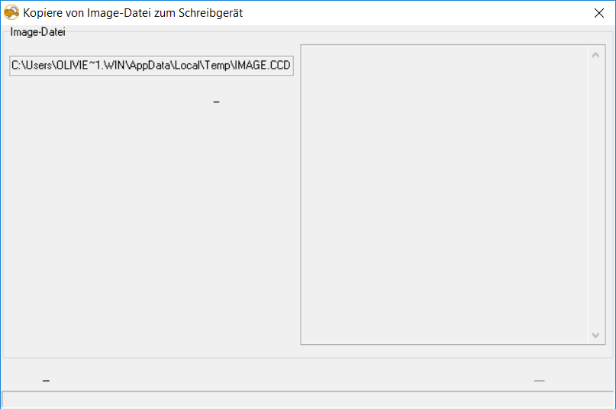 Kopiere von Image-Datei zum Schreibgerät
Image-Datei
C:\Users\OLIVIE~1.WIN\AppData\Local\Temp\IMAGE.CCD